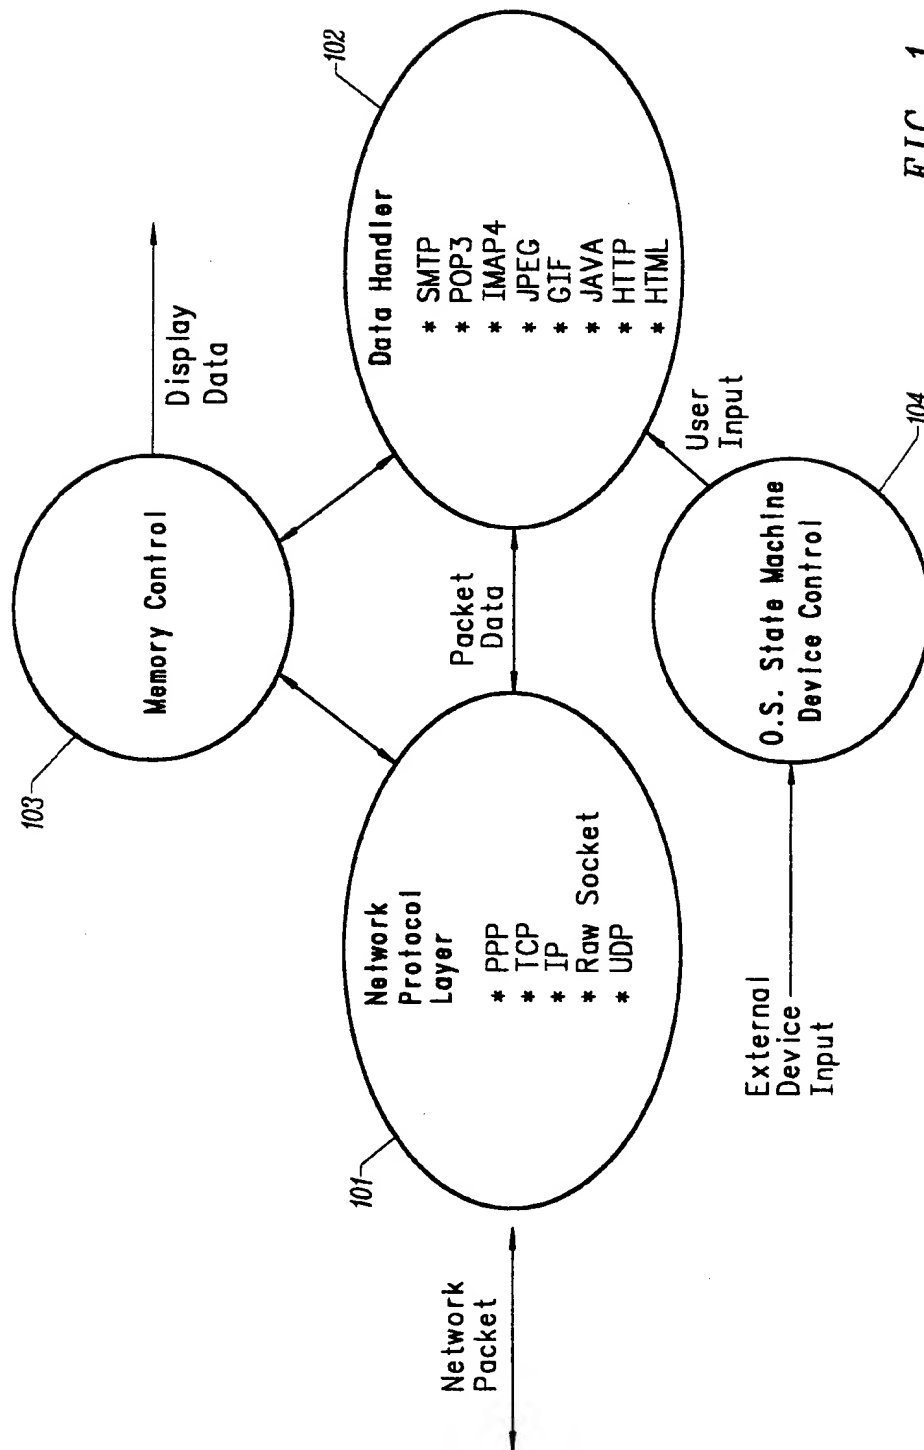 103
Memory Control
Display
Data
102
Data Handler
* SMTP
* POP3
* IMAP4
* JPEG
* GIF
* JAVA
* HTTP
* HTML
101
Network
Protocol
Layer
* PPP
* TCP
* IP
* Raw Socket
* UDP
Network
Packet
Packet
Data
User
Input
External
Device
Input
O.S. State Machine
Device Control
104
FIG. 1